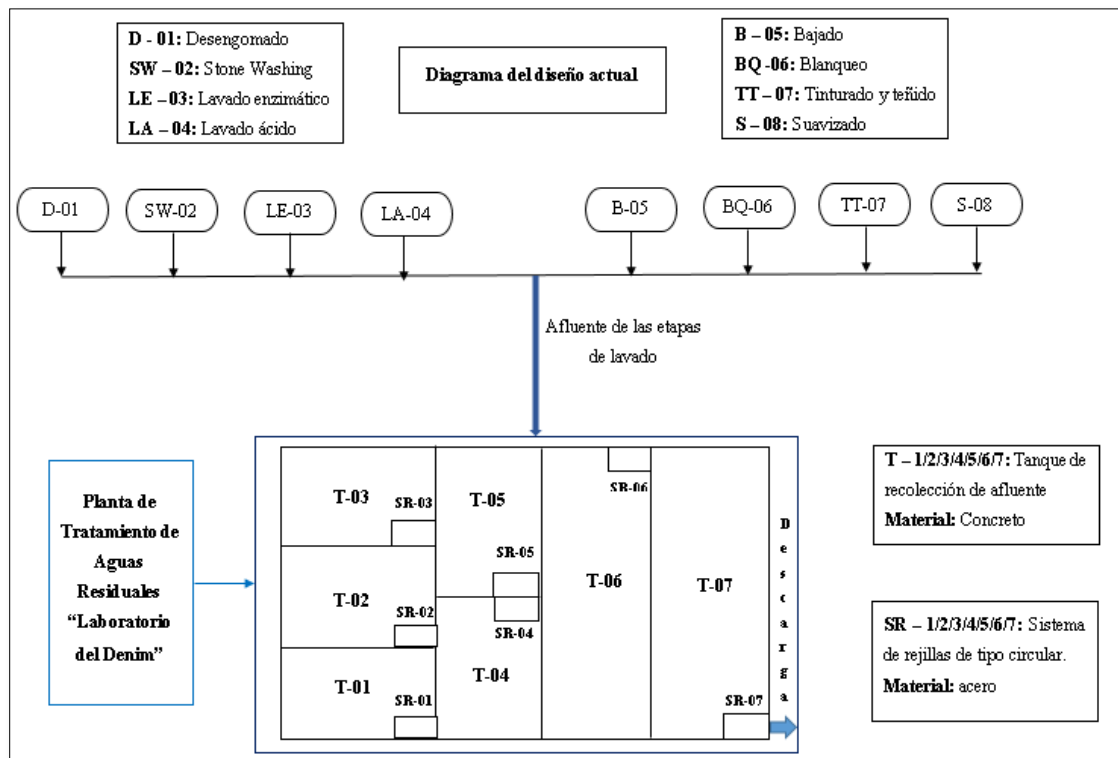 D - 01: Desengomado
SW – 02: Stone Washing
LE – 03: Lavado enzimático
LA – 04: Lavado ácido
Diagrama del diseño actual
B – 05: Bajado
BQ -06: Blanqueo
TT – 07: Tinturado y teñido
S – 08: Suavizado
D-01
SW-02
LE-03
LA-04
B-05
BQ-06
TT-07
S-08
Afluente de las etapas
de lavado
Planta de
Tratamiento de
Aguas
Residuales
“Laboratorio
del Denim”
T-03
SR-03
T-02
SR-02
T-01
SR-01
T-05
SR-05
SR-04
T-04
SR-06
T-06
T-07
SR-07
Descarga
T – 1/2/3/4/5/6/7: Tanque de
recolección de afluente
Material: Concreto
SR – 1/2/3/4/5/6/7: Sistema
de rejillas de tipo circular.
Material: acero